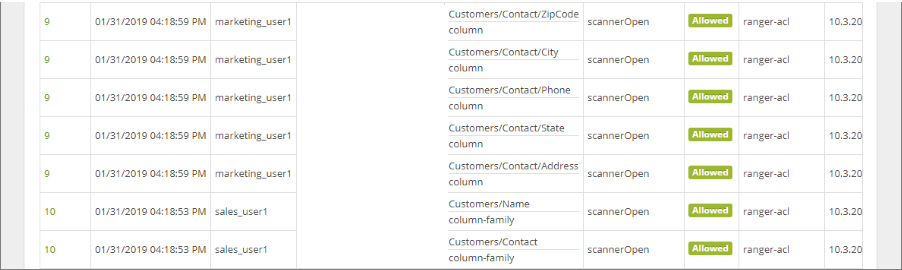 9 01/31/2019 04:18:59 PM marketing_user1 Customers/Contact/ZipCode scannerOpen Allowed ranger-acl 10.3.20
column
9 01/31/2019 04:18:59 PM marketing_user1 Customers/Contact/City scannerOpen Allowed ranger-acl 10.3.20
column
9 01/31/2019 04:18:59 PM marketing_user1 Customers/Contact/Phone scannerOpen Allowed ranger-acl 10.3.20
column
9 01/31/2019 04:18:59 PM marketing_user1 Customers/Contact/State scannerOpen Allowed ranger-acl 10.3.20
column
9 01/31/2019 04:18:59 PM marketing_user1 Customers/Contact/Address scannerOpen Allowed ranger-acl 10.3.20
column
10 01/31/2019 04:18:53 PM sales_user1 Customers/Name scannerOpen Allowed ranger-acl 10.3.20
column-family
10 01/31/2019 04:18:53 PM sales_user1 Customers/Contact scannerOpen Allowed ranger-acl 10.3.20
column-family